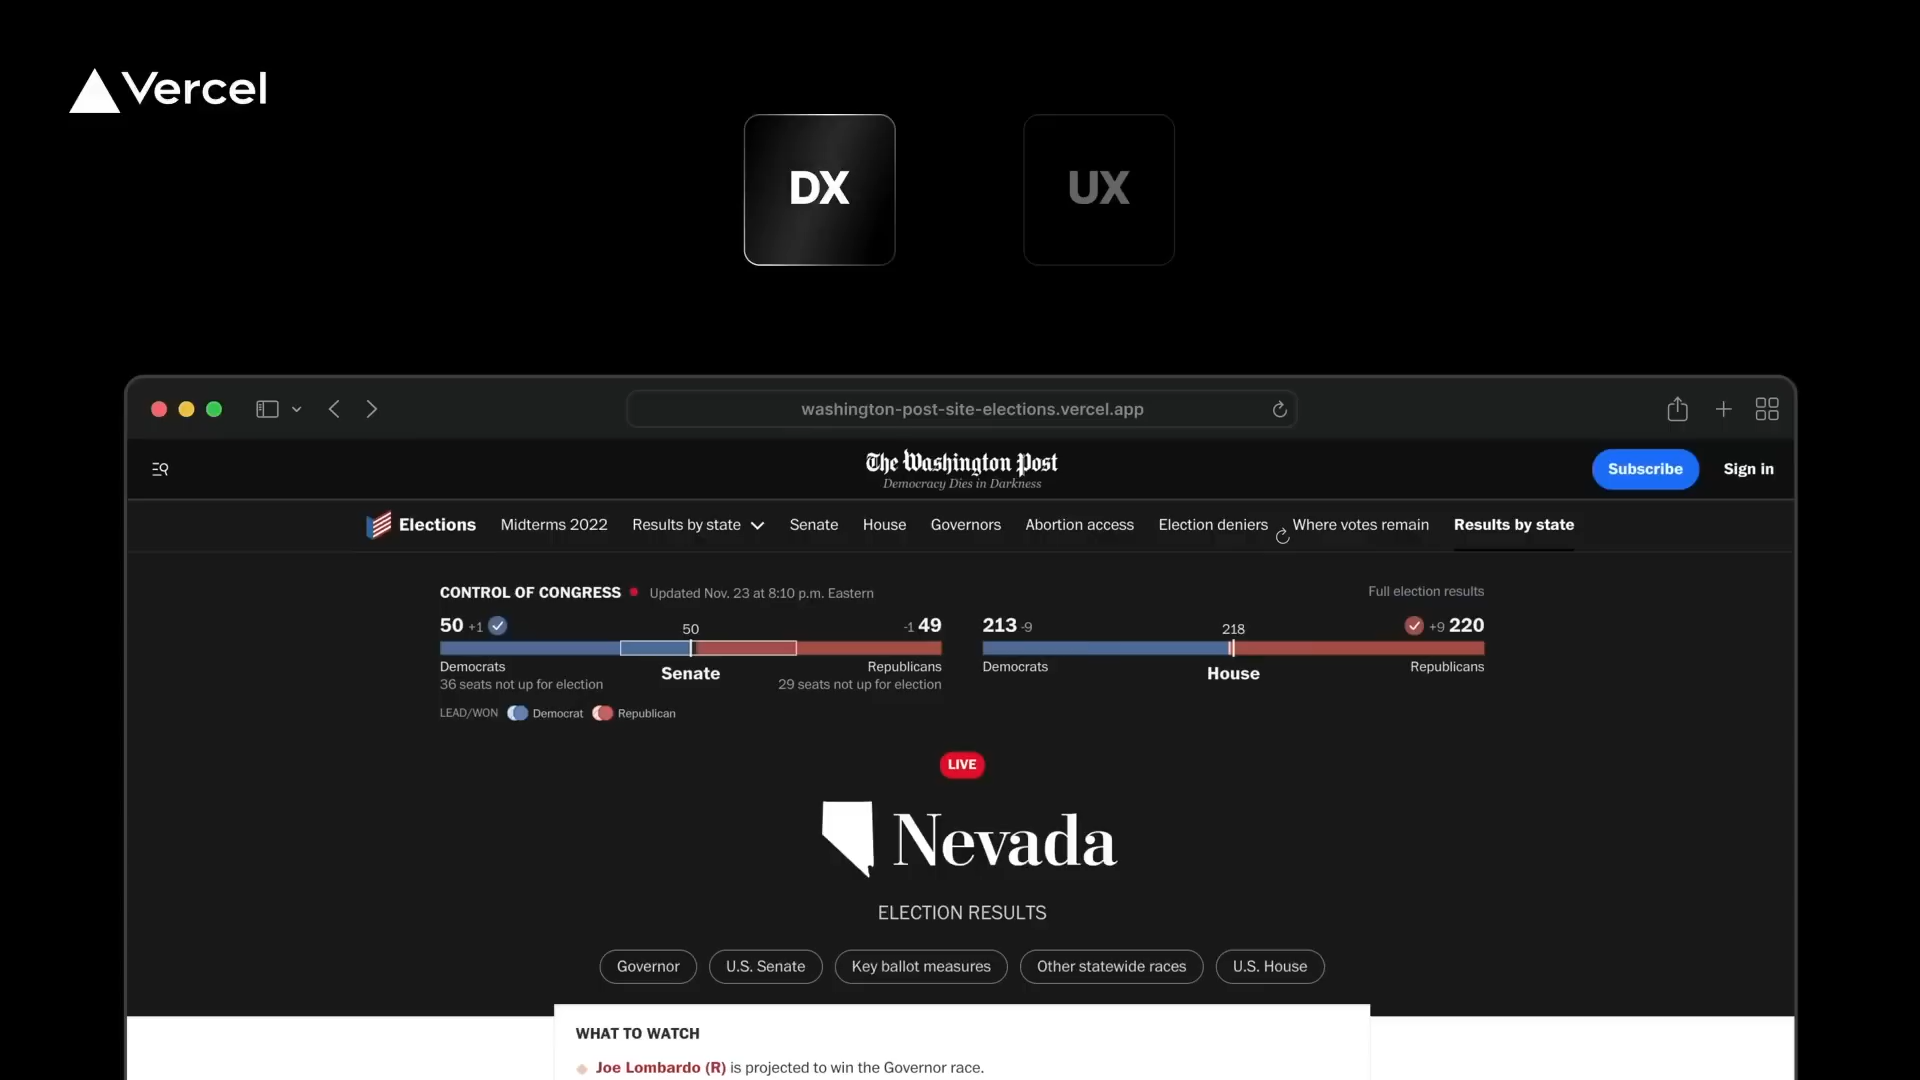 Vercel
DX
UX
washington-post-site-elections.vercel.app
The Washington Post
Democracy Dies in Darkness
Subscribe
Sign in
Elections
Midterms 2022
Results by state
Senate
House
Governors
Abortion access
Election deniers
Where votes remain
Results by state
CONTROL OF CONGRESS
Updated Nov. 23 at 8:10 p.m. Eastern
Full election results
50 +1
50
-1 49
Democrats
Senate
Republicans
36 seats not up for election
29 seats not up for election
213 -9
218
+9 220
Democrats
House
Republicans
LEAD/WON
Democrat
Republican
LIVE
Nevada
ELECTION RESULTS
Governor
U.S. Senate
Key ballot measures
Other statewide races
U.S. House
WHAT TO WATCH
Joe Lombardo (R) is projected to win the Governor race.